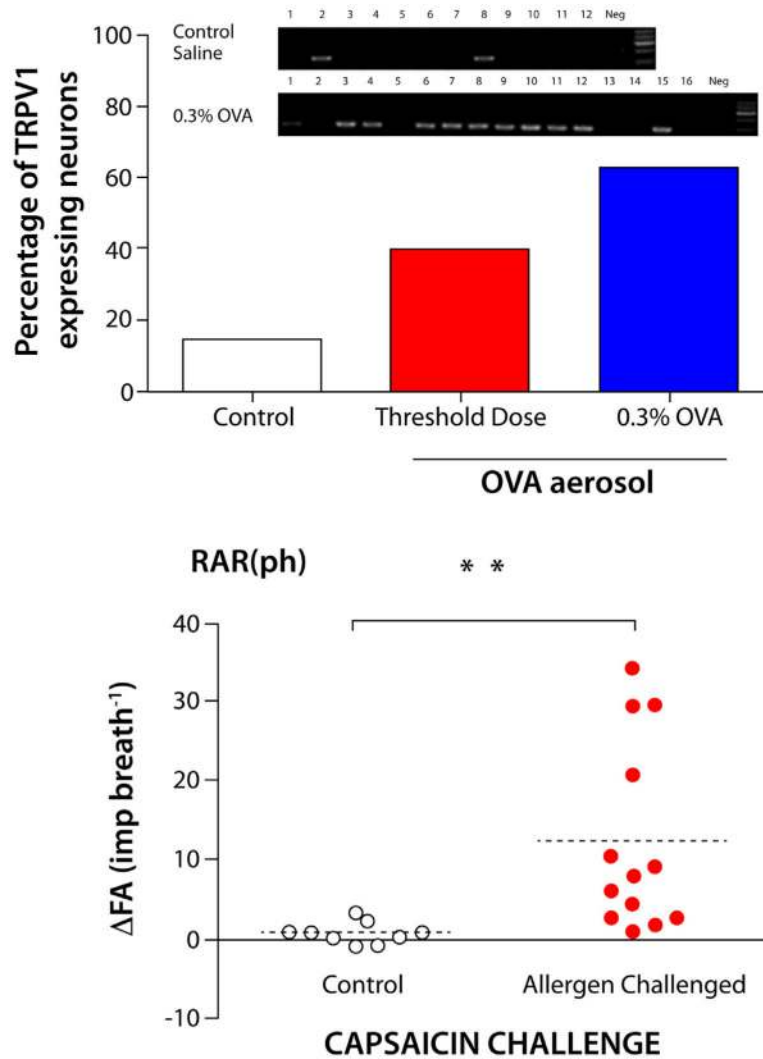 1 2 3 4 5 6 7 8 9 10 11 12 Neg
Control
Saline
1 2 3 4 5 6 7 8 9 10 11 12 13 14 15 16 Neg
0.3% OVA
Percentage of TRPV1
expressing neurons
100
80
60
40
20
0
Control Threshold Dose 0.3% OVA
OVA aerosol
RAR(ph) * *
ΔFA (imp breath⁻¹)
40
30
20
10
0
-10
Control Allergen Challenged
CAPSAICIN CHALLENGE